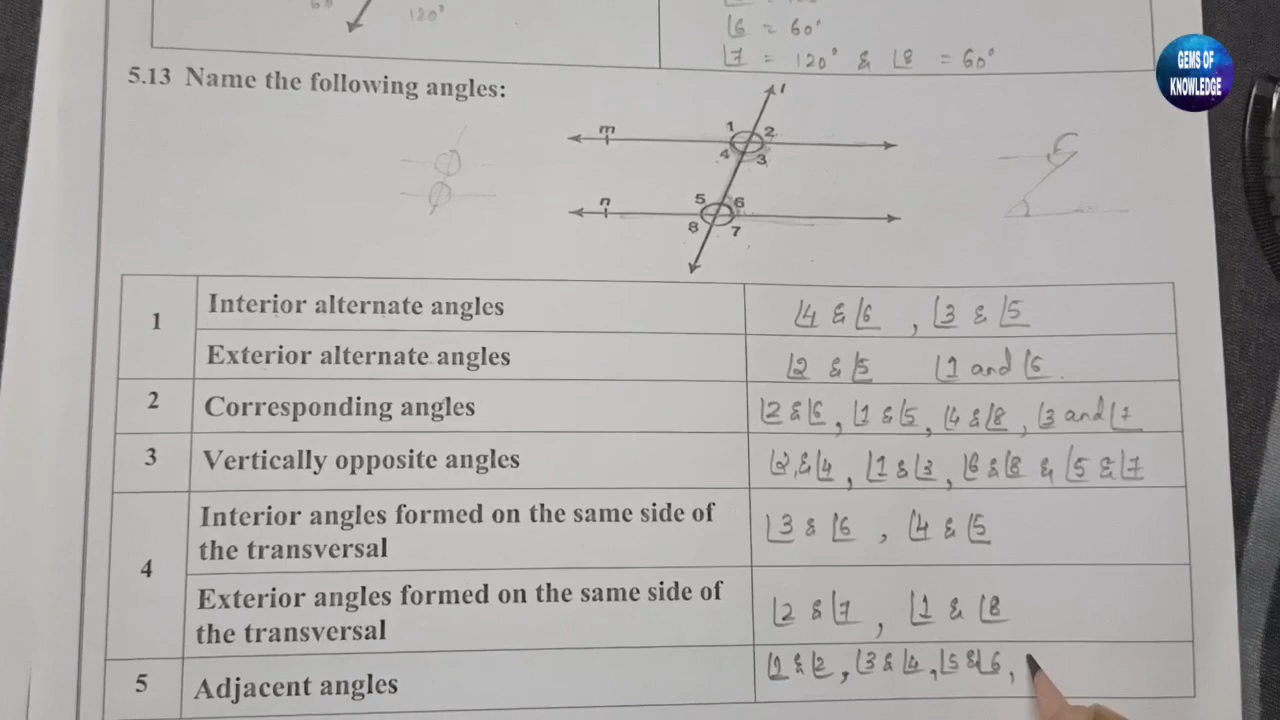 60 120°
∠6 = 60°
∠7 = 120° & ∠8 = 60°
GEMS OF
KNOWLEDGE
5.13 Name the following angles:
l
1 2
m
4 3
5 6
n
8 7
1 Interior alternate angles ∠4 & ∠6 , ∠3 & ∠5
Exterior alternate angles ∠2 & ∠5 ∠1 and ∠6.
2 Corresponding angles ∠2 & ∠6, ∠1 & ∠5, ∠4 & ∠8, ∠3 and ∠7
3 Vertically opposite angles ∠2 & ∠4, ∠1 & ∠3, ∠6 & ∠8 & ∠5 & ∠7
4 Interior angles formed on the same side of
the transversal ∠3 & ∠6 , ∠4 & ∠5
Exterior angles formed on the same side of
the transversal ∠2 & ∠7 , ∠1 & ∠8
5 Adjacent angles ∠1 & ∠2, ∠3 & ∠4, ∠5 & ∠6,